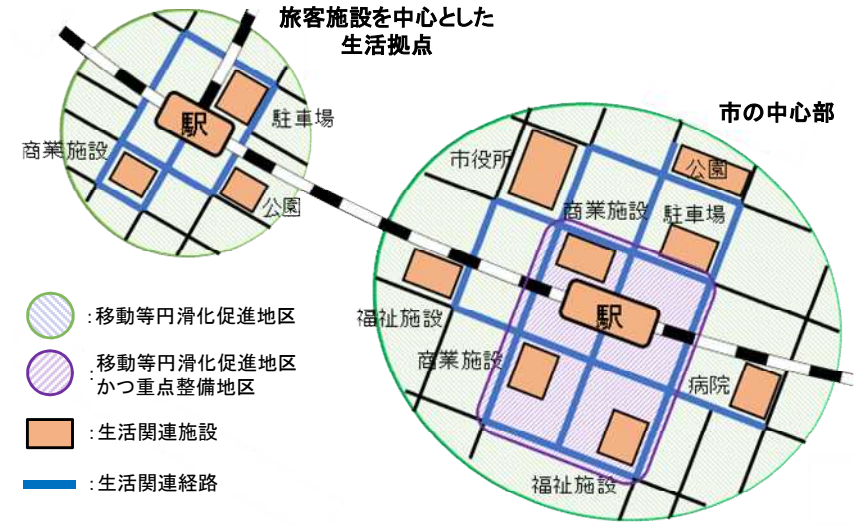 旅客施設を中心とした
生活拠点
駅
駐車場
商業施設
公園
市の中心部
市役所
公園
商業施設
駐車場
福祉施設
駅
商業施設
病院
福祉施設
:移動等円滑化促進地区
:移動等円滑化促進地区
かつ重点整備地区
:生活関連施設
:生活関連経路